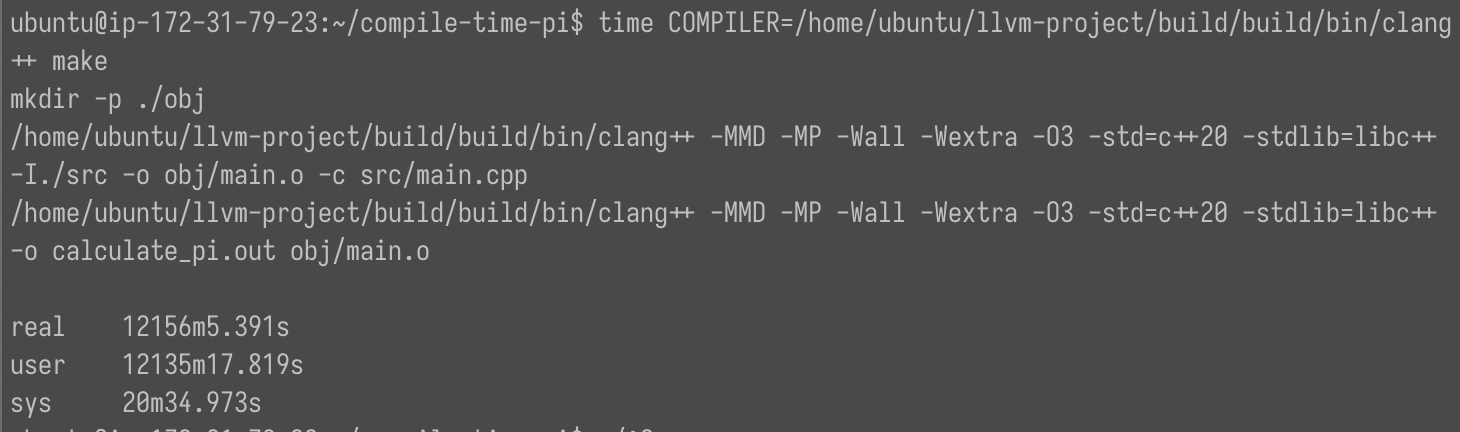 ubuntu@ip-172-31-79-23:~/compile-time-pi$ time COMPILER=/home/ubuntu/llvm-project/build/build/bin/clang
++ make
mkdir -p ./obj
/home/ubuntu/llvm-project/build/build/bin/clang++ -MMD -MP -Wall -Wextra -O3 -std=c++20 -stdlib=libc++
-I./src -o obj/main.o -c src/main.cpp
/home/ubuntu/llvm-project/build/build/bin/clang++ -MMD -MP -Wall -Wextra -O3 -std=c++20 -stdlib=libc++
-o calculate_pi.out obj/main.o
real 12156m5.391s
user 12135m17.819s
sys 20m34.973s